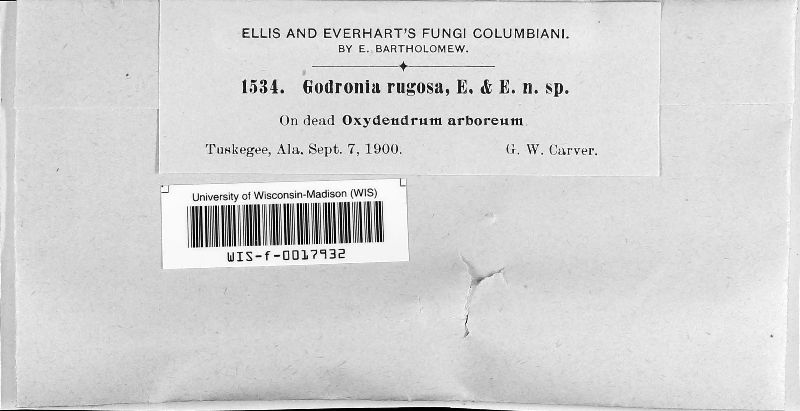 ELLIS AND EVERHART'S FUNGI COLUMBIANI.
BY E. BARTHOLOMEW.
1534. Godronia rugosa, E. & E. n. sp.
On dead Oxydendrum arboreum
Tuskegee, Ala. Sept. 7, 1900. G. W. Carver.
University of Wisconsin-Madison (WIS)
WIS-f-0017932